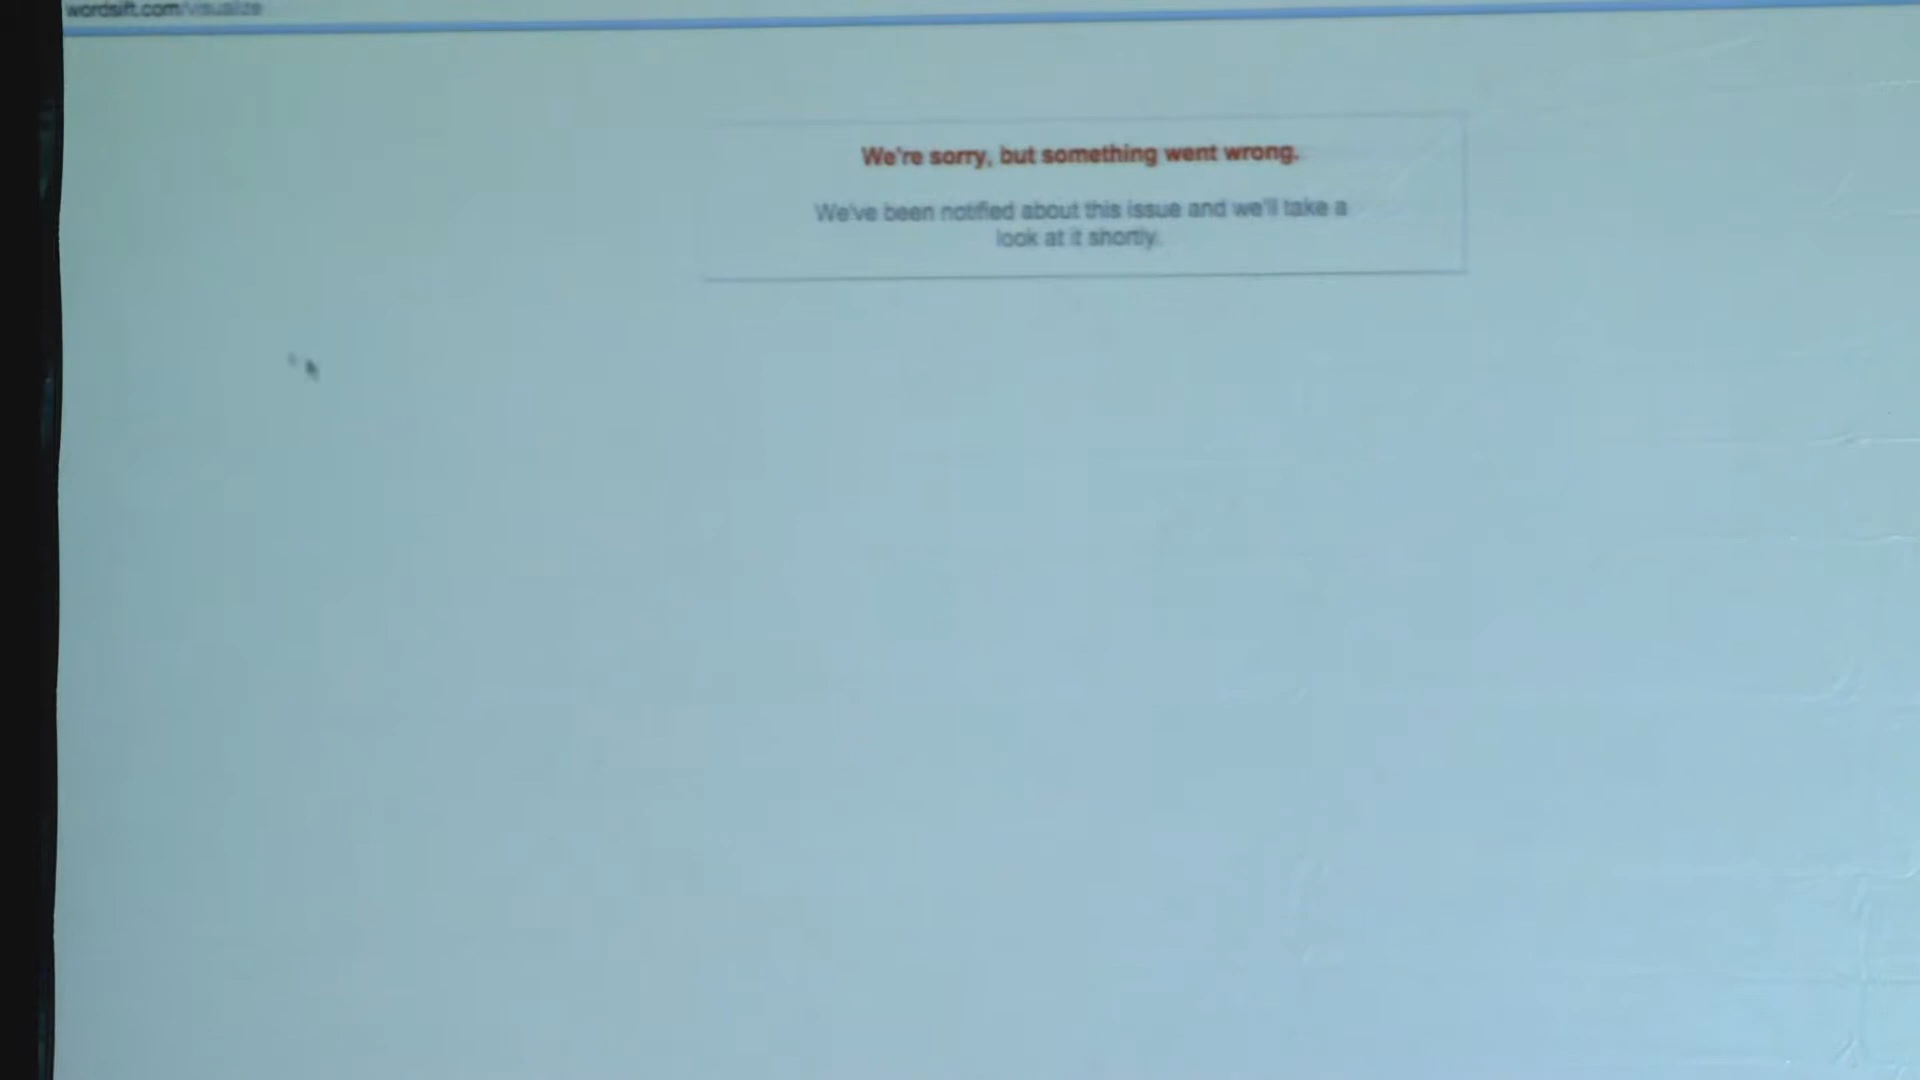 wordsift.com/visualize
We're sorry, but something went wrong.
We've been notified about this issue and we'll take a
look at it shortly.